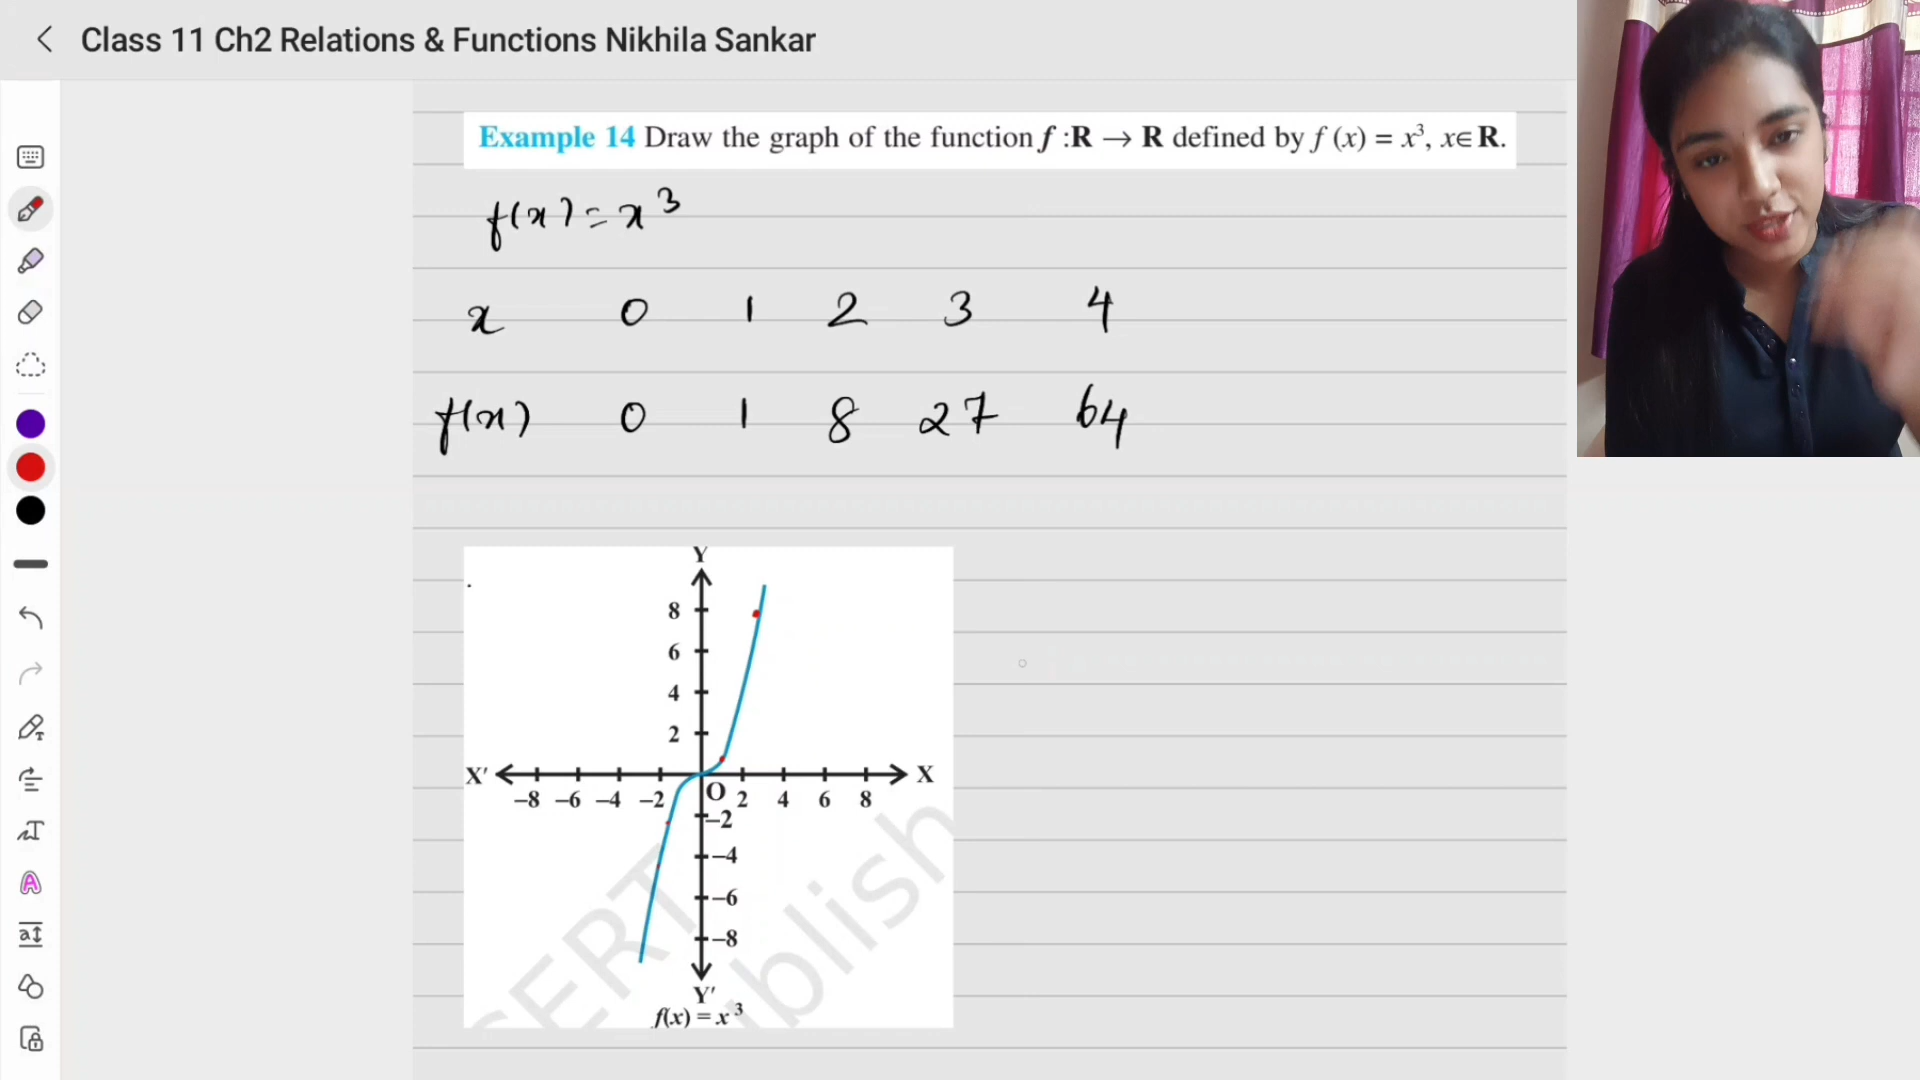 Class 11 Ch2 Relations & Functions Nikhila Sankar
Example 14 Draw the graph of the function f :R → R defined by f (x) = x³, x∈R.
f(x) = x³
x 0 1 2 3 4
f(x) 0 1 8 27 64
Y
8
6
4
2
X′ X
–8 –6 –4 –2 O 2 4 6 8
–2
–4
–6
–8
Y′
f(x) = x³